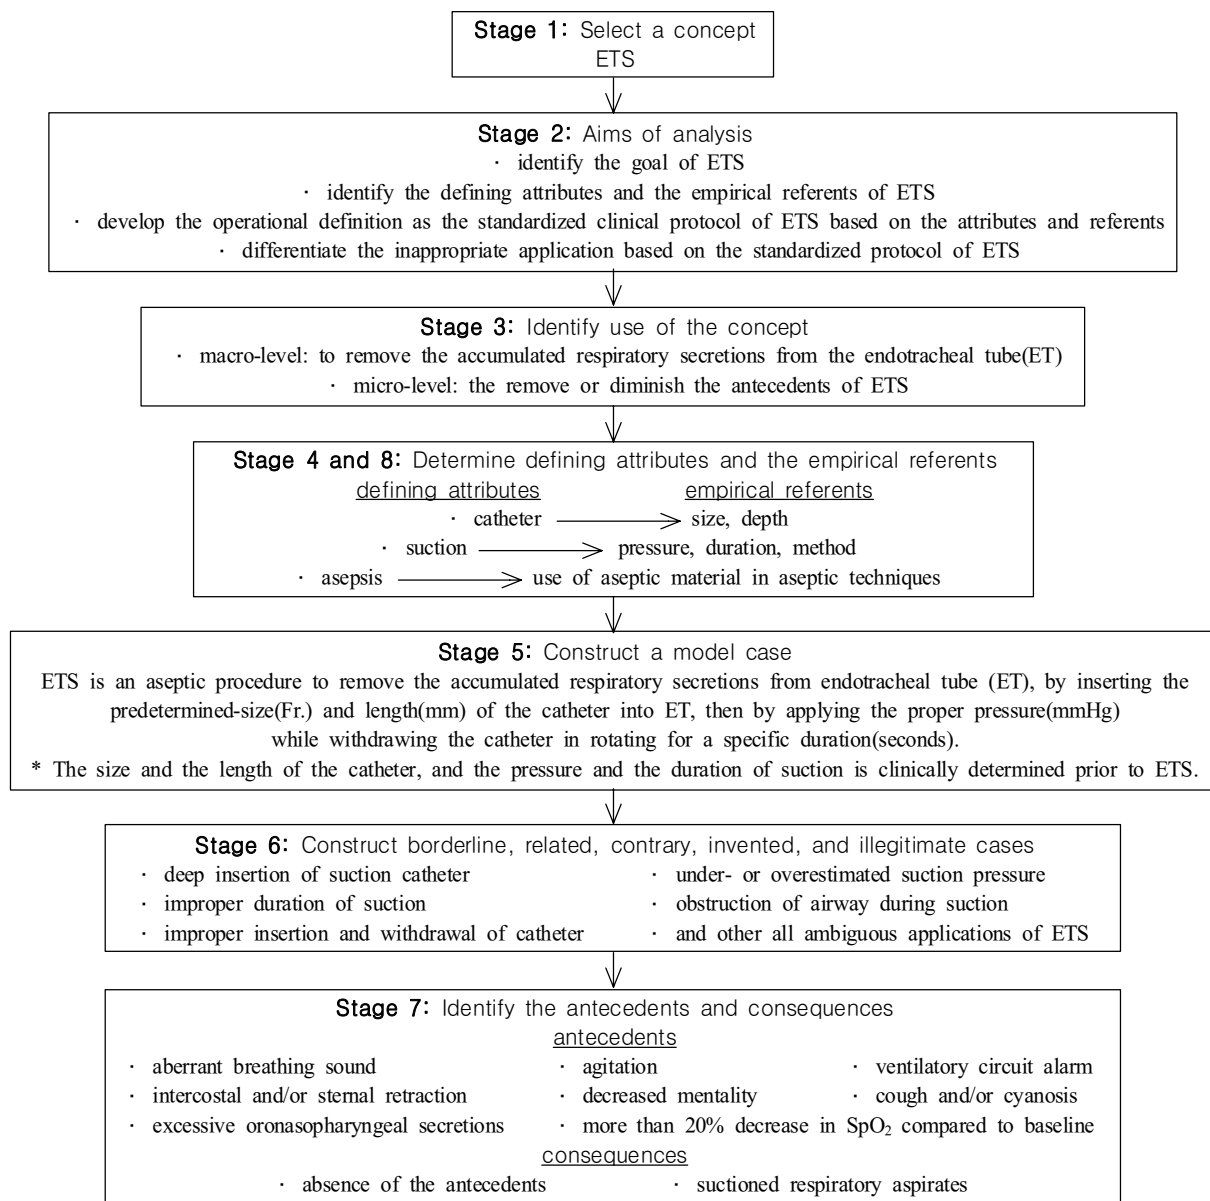 Stage 1: Select a concept
ETS
Stage 2: Aims of analysis
· identify the goal of ETS
· identify the defining attributes and the empirical referents of ETS
· develop the operational definition as the standardized clinical protocol of ETS based on the attributes and referents
· differentiate the inappropriate application based on the standardized protocol of ETS
Stage 3: Identify use of the concept
· macro-level: to remove the accumulated respiratory secretions from the endotracheal tube(ET)
· micro-level: the remove or diminish the antecedents of ETS
Stage 4 and 8: Determine defining attributes and the empirical referents
defining attributes empirical referents
· catheter → size, depth
· suction → pressure, duration, method
· asepsis → use of aseptic material in aseptic techniques
Stage 5: Construct a model case
ETS is an aseptic procedure to remove the accumulated respiratory secretions from endotracheal tube (ET), by inserting the
predetermined-size(Fr.) and length(mm) of the catheter into ET, then by applying the proper pressure(mmHg)
while withdrawing the catheter in rotating for a specific duration(seconds).
* The size and the length of the catheter, and the pressure and the duration of suction is clinically determined prior to ETS.
Stage 6: Construct borderline, related, contrary, invented, and illegitimate cases
· deep insertion of suction catheter · under- or overestimated suction pressure
· improper duration of suction · obstruction of airway during suction
· improper insertion and withdrawal of catheter · and other all ambiguous applications of ETS
Stage 7: Identify the antecedents and consequences
antecedents
· aberrant breathing sound · agitation · ventilatory circuit alarm
· intercostal and/or sternal retraction · decreased mentality · cough and/or cyanosis
· excessive oronasopharyngeal secretions · more than 20% decrease in SpO₂ compared to baseline
consequences
· absence of the antecedents · suctioned respiratory aspirates